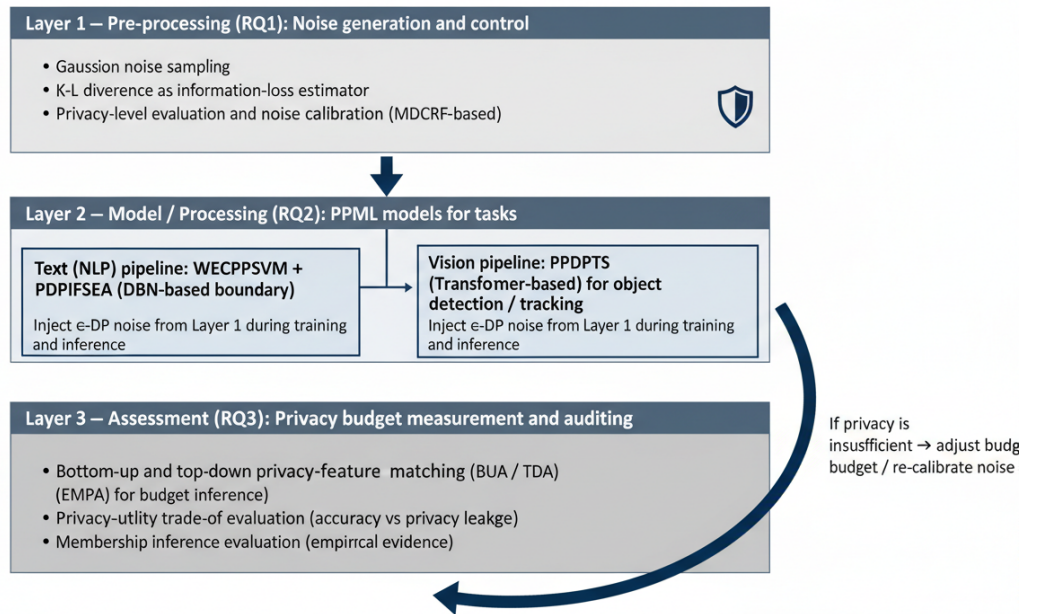 Layer 1 – Pre-processing (RQ1): Noise generation and control
• Gaussion noise sampling
• K-L diverence as information-loss estimator
• Privacy-level evaluation and noise calibration (MDCRF-based)
Layer 2 – Model / Processing (RQ2): PPML models for tasks
Text (NLP) pipeline: WECPPSVM +
PDPIFSEA (DBN-based boundary)
Inject ϵ-DP noise from Layer 1 during training
and inference
Vision pipeline: PPDPTS
(Transfomer-based) for object
detection / tracking
Inject ϵ-DP noise from Layer 1 during training
and inference
Layer 3 – Assessment (RQ3): Privacy budget measurement and auditing
• Bottom-up and top-down privacy-feature matching (BUA / TDA)
(EMPA) for budget inference)
• Privacy-utlity trade-of evaluation (accuracy vs privacy leakge)
• Membership inference evaluation (empirrcal evidence)
If privacy is
insusfficient → adjust budg
budget / re-calibrate noise